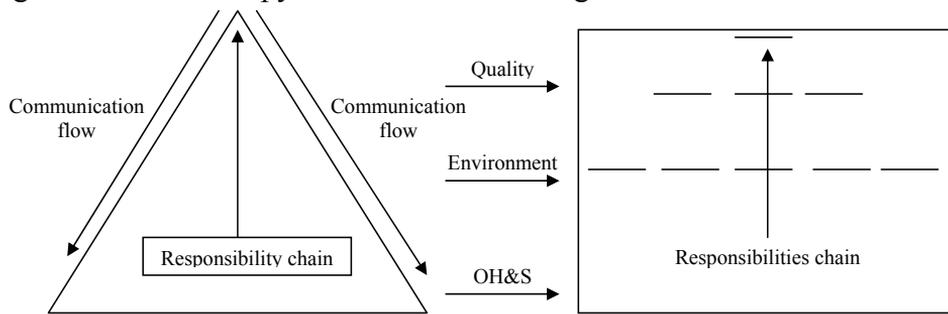 Communication
flow
Responsibility chain
Communication
flow
Quality
Environment
OH&S
Responsibilities chain